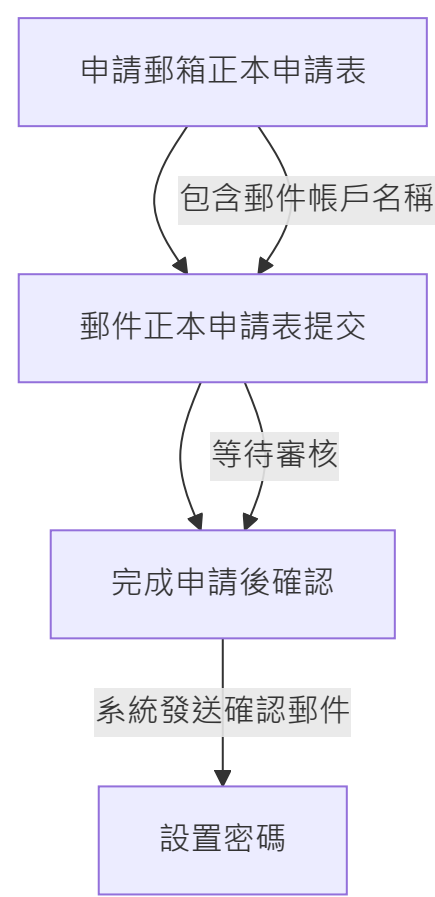 申請郵箱正本申請表
包含郵件帳戶名稱
郵件正本申請表提交
等待審核
完成申請後確認
系統發送確認郵件
設置密碼